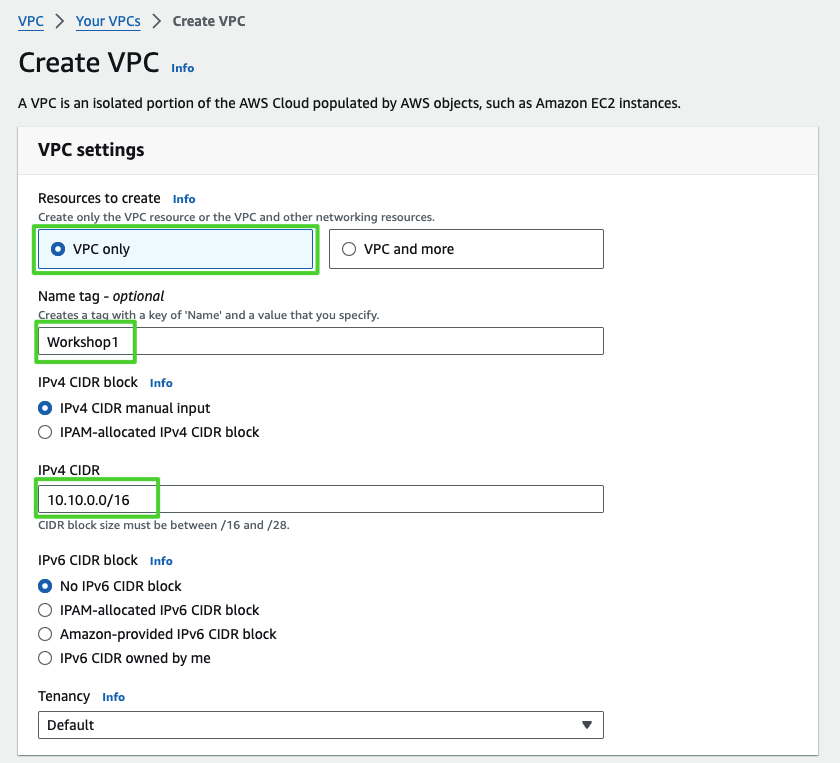 VPC > Your VPCs > Create VPC
Create VPC Info
A VPC is an isolated portion of the AWS Cloud populated by AWS objects, such as Amazon EC2 instances.
VPC settings
Resources to create Info
Create only the VPC resource or the VPC and other networking resources.
VPC only VPC and more
Name tag - optional
Creates a tag with a key of 'Name' and a value that you specify.
Workshop1
IPv4 CIDR block Info
IPv4 CIDR manual input
IPAM-allocated IPv4 CIDR block
IPv4 CIDR
10.10.0.0/16
CIDR block size must be between /16 and /28.
IPv6 CIDR block Info
No IPv6 CIDR block
IPAM-allocated IPv6 CIDR block
Amazon-provided IPv6 CIDR block
IPv6 CIDR owned by me
Tenancy Info
Default